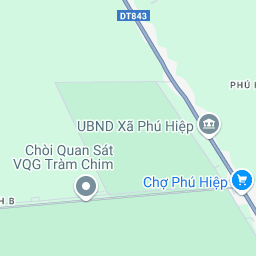 DT843
PHÚ
UBND Xã Phú Hiệp
Chòi Quan Sát
VQG Tràm Chim
Chợ Phú Hiệp
H B